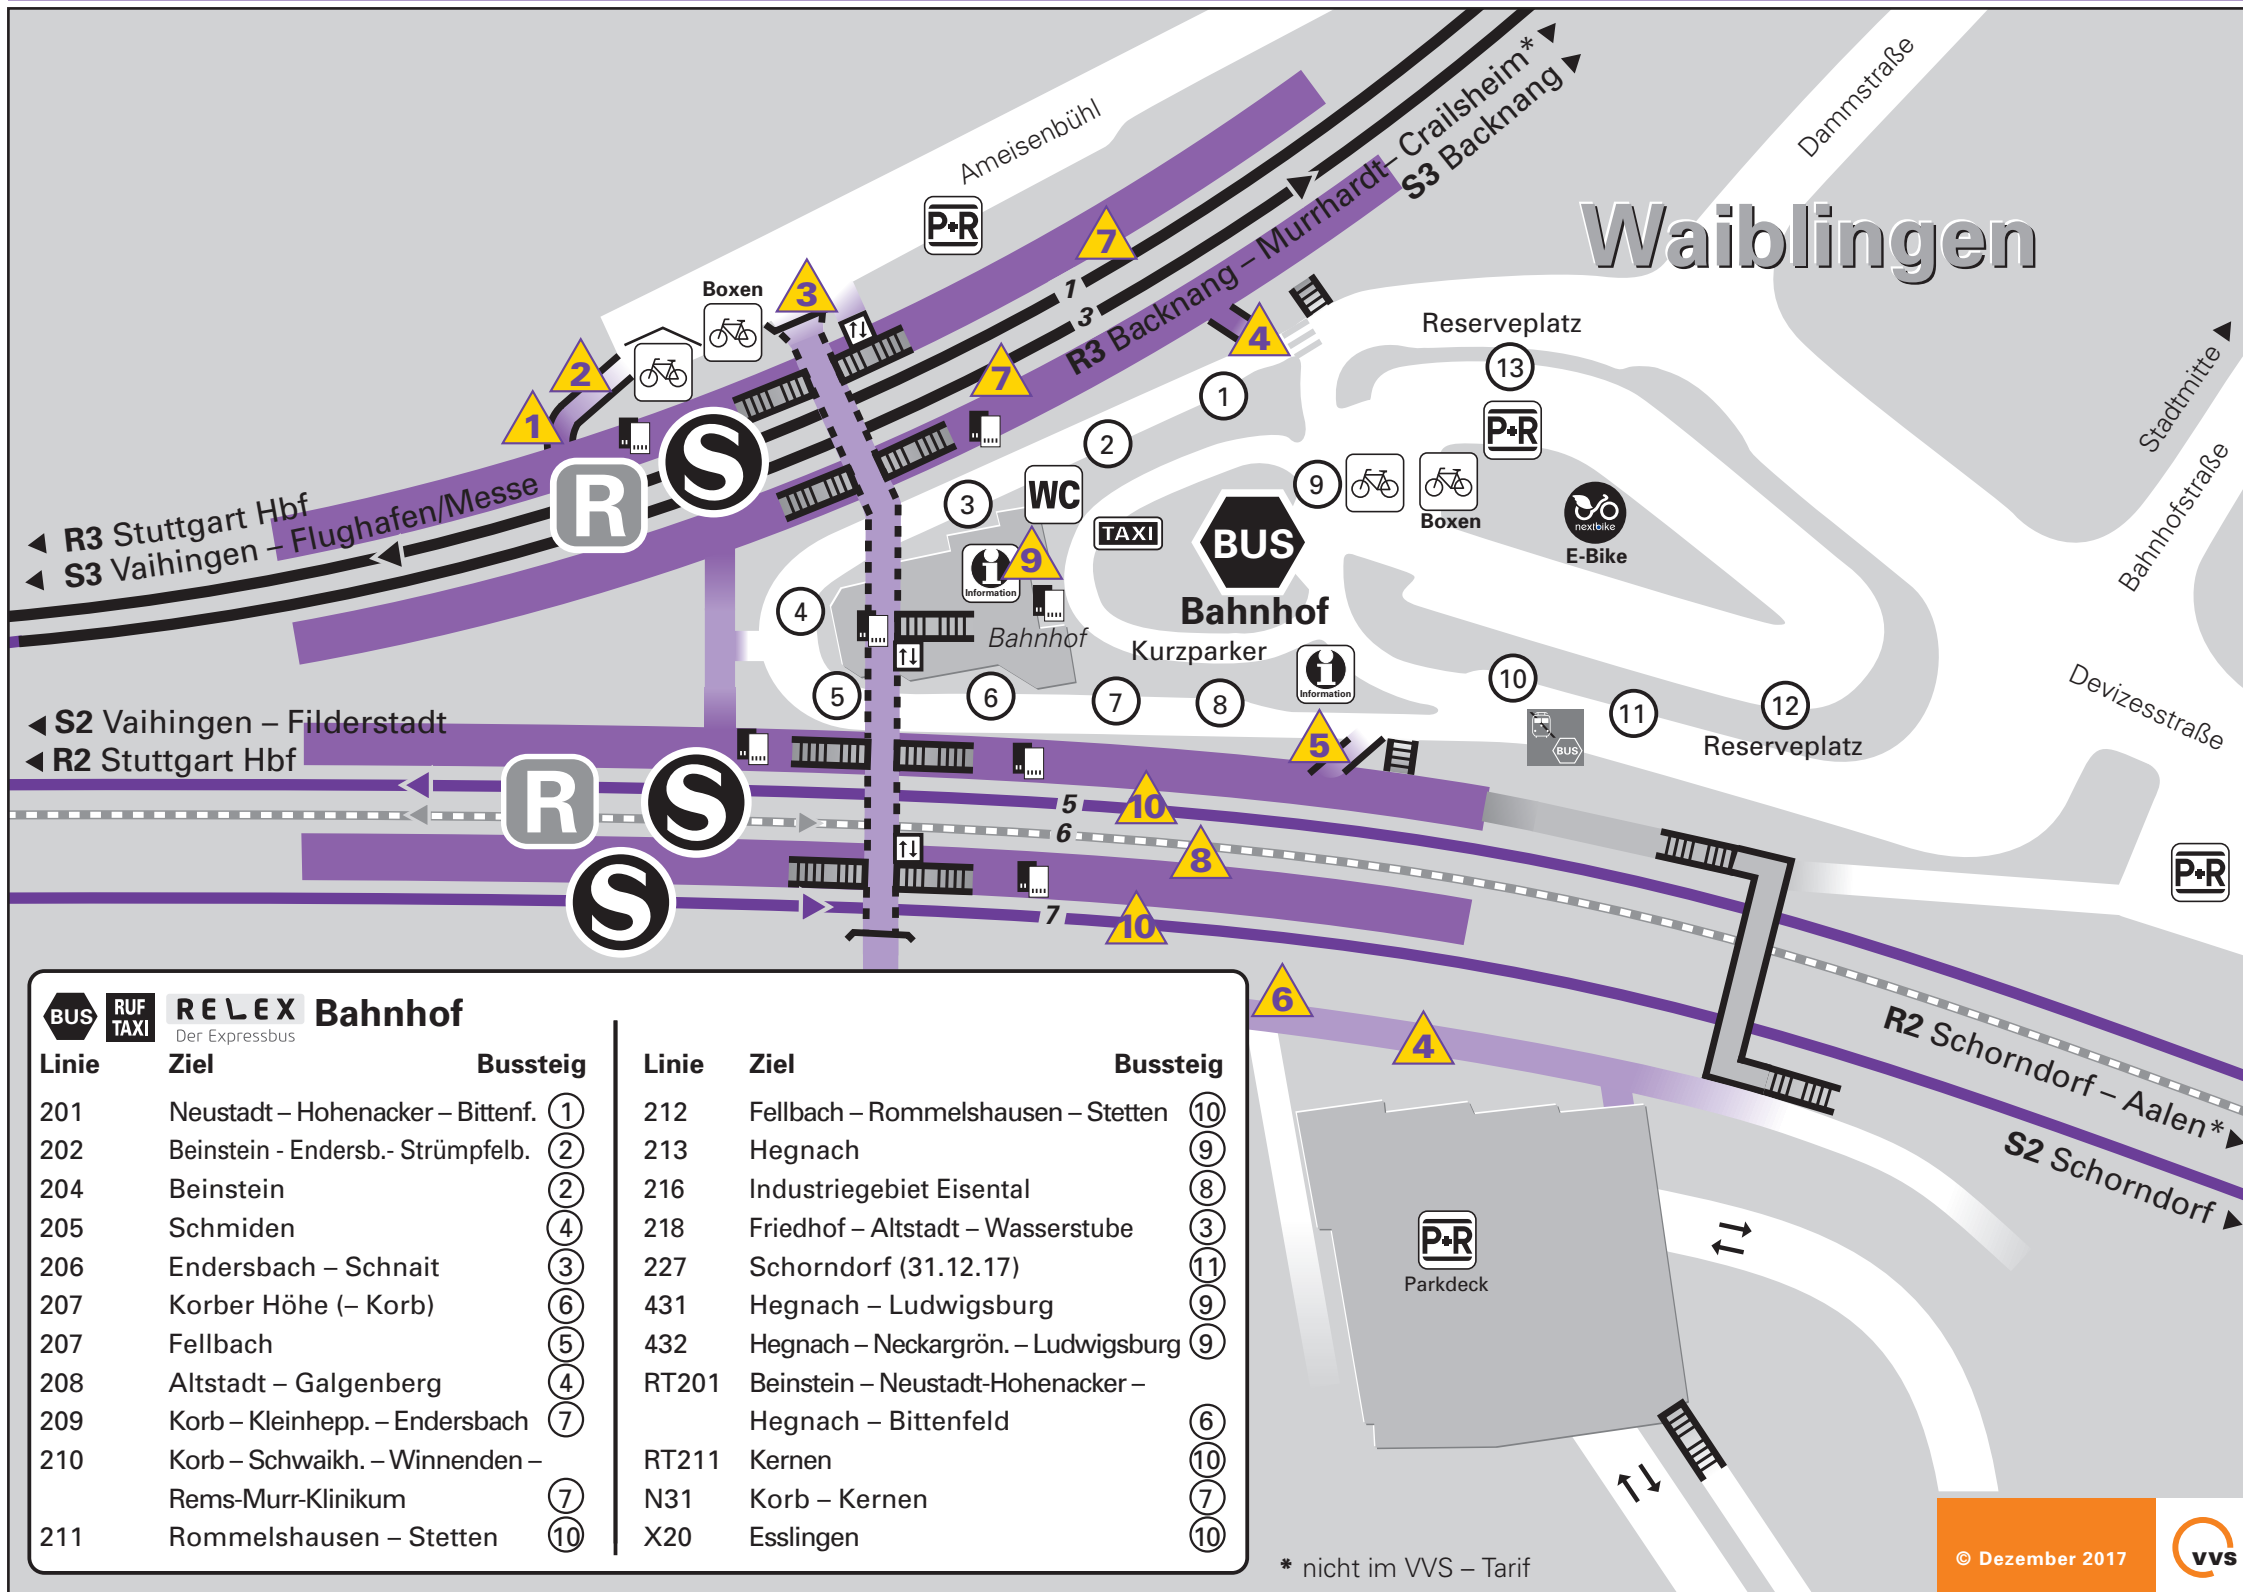 Ameisenbühl
Dammstraße
R3 Backnang – Murrhardt – Crailsheim*
S3 Backnang
Waiblingen
P+R
7
1
3
Boxen
3
4
Reserveplatz
13
P+R
Stadtmitte
Bahnhofstraße
2
1
7
1
2
3
WC
9
Boxen
nextbike
E-Bike
S
R
R3 Stuttgart Hbf
S3 Vaihingen – Flughafen/Messe
TAXI
BUS
Bahnhof
Kurzparker
i
Information
9
Bahnhof
4
5
6
7
8
i
Information
5
10
11
12
Reserveplatz
BUS
Devizesstraße
S2 Vaihingen – Filderstadt
R2 Stuttgart Hbf
R
S
S
5
10
6
8
7
10
P+R
6
4
R2 Schorndorf – Aalen*
S2 Schorndorf
P+R
Parkdeck
BUS RUF TAXI RELEX Bahnhof
Der Expressbus
Linie Ziel Bussteig
201 Neustadt – Hohenacker – Bittenf. 1
202 Beinstein - Endersb.- Strümpfelb. 2
204 Beinstein 2
205 Schmiden 4
206 Endersbach – Schnait 3
207 Korber Höhe (– Korb) 6
207 Fellbach 5
208 Altstadt – Galgenberg 4
209 Korb – Kleinhepp. – Endersbach 7
210 Korb – Schwaikh. – Winnenden –
Rems-Murr-Klinikum 7
211 Rommelshausen – Stetten 10
Linie Ziel Bussteig
212 Fellbach – Rommelshausen – Stetten 10
213 Hegnach 9
216 Industriegebiet Eisental 8
218 Friedhof – Altstadt – Wasserstube 3
227 Schorndorf (31.12.17) 11
431 Hegnach – Ludwigsburg 9
432 Hegnach – Neckargrön. – Ludwigsburg 9
RT201 Beinstein – Neustadt-Hohenacker –
Hegnach – Bittenfeld 6
RT211 Kernen 10
N31 Korb – Kernen 7
X20 Esslingen 10
* nicht im VVS – Tarif
© Dezember 2017
vvs